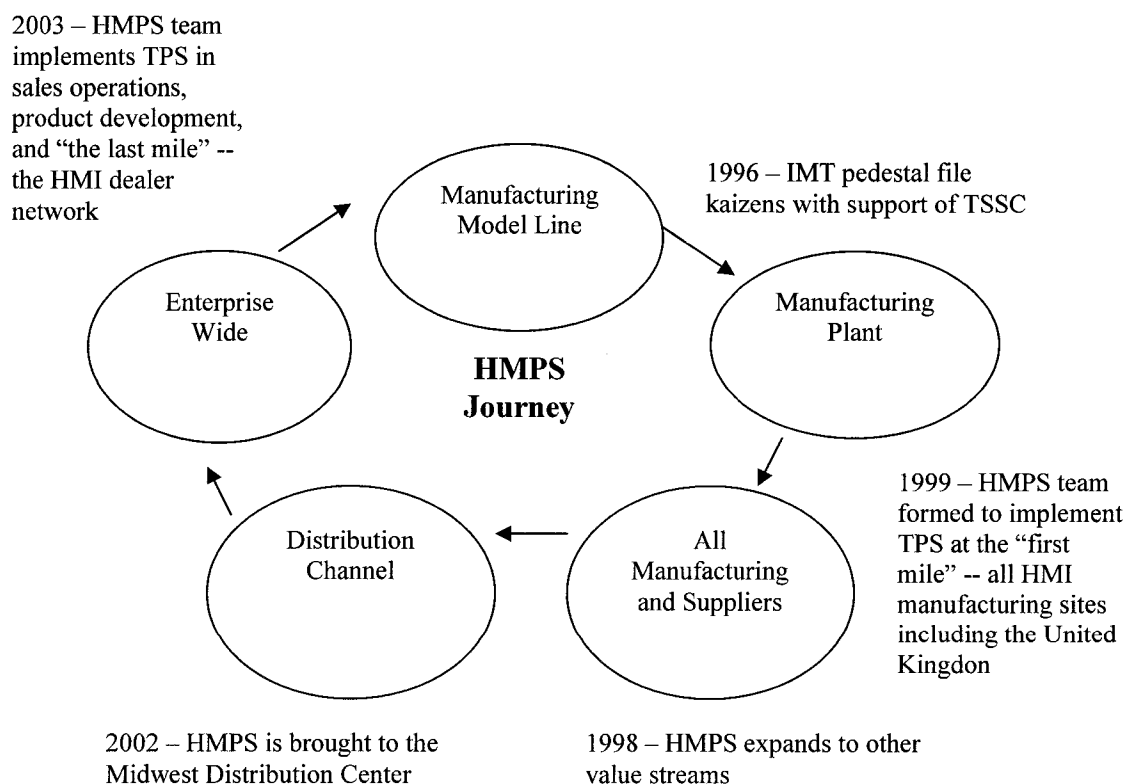 2003 – HMPS team
implements TPS in
sales operations,
product development,
and “the last mile” --
the HMI dealer
network
Manufacturing
Model Line
1996 – IMT pedestal file
kaizens with support of TSSC
Enterprise
Wide
Manufacturing
Plant
HMPS
Journey
1999 – HMPS team
formed to implement
TPS at the “first
mile” -- all HMI
manufacturing sites
including the United
Kingdon
Distribution
Channel
All
Manufacturing
and Suppliers
2002 – HMPS is brought to the
Midwest Distribution Center
1998 – HMPS expands to other
value streams